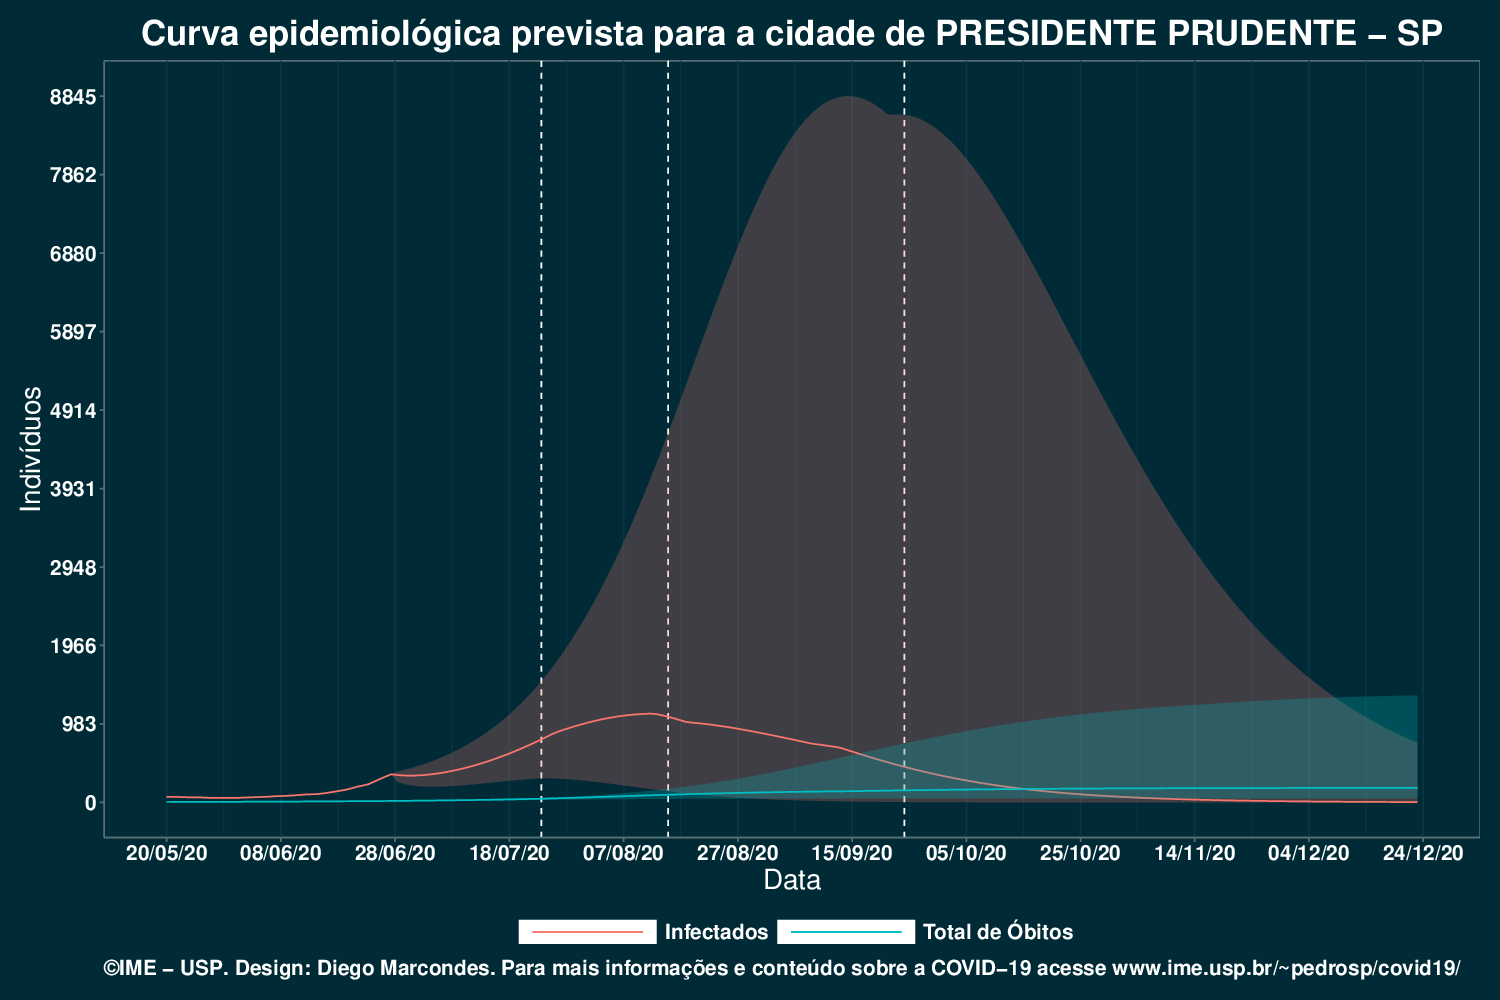 Curva epidemiológica prevista para a cidade de PRESIDENTE PRUDENTE – SP
Indivíduos
8845
7862
6880
5897
4914
3931
2948
1966
983
0
20/05/20 08/06/20 28/06/20 18/07/20 07/08/20 27/08/20 15/09/20 05/10/20 25/10/20 14/11/20 04/12/20 24/12/20
Data
Infectados Total de Óbitos
©IME – USP. Design: Diego Marcondes. Para mais informações e conteúdo sobre a COVID–19 acesse www.ime.usp.br/~pedrosp/covid19/